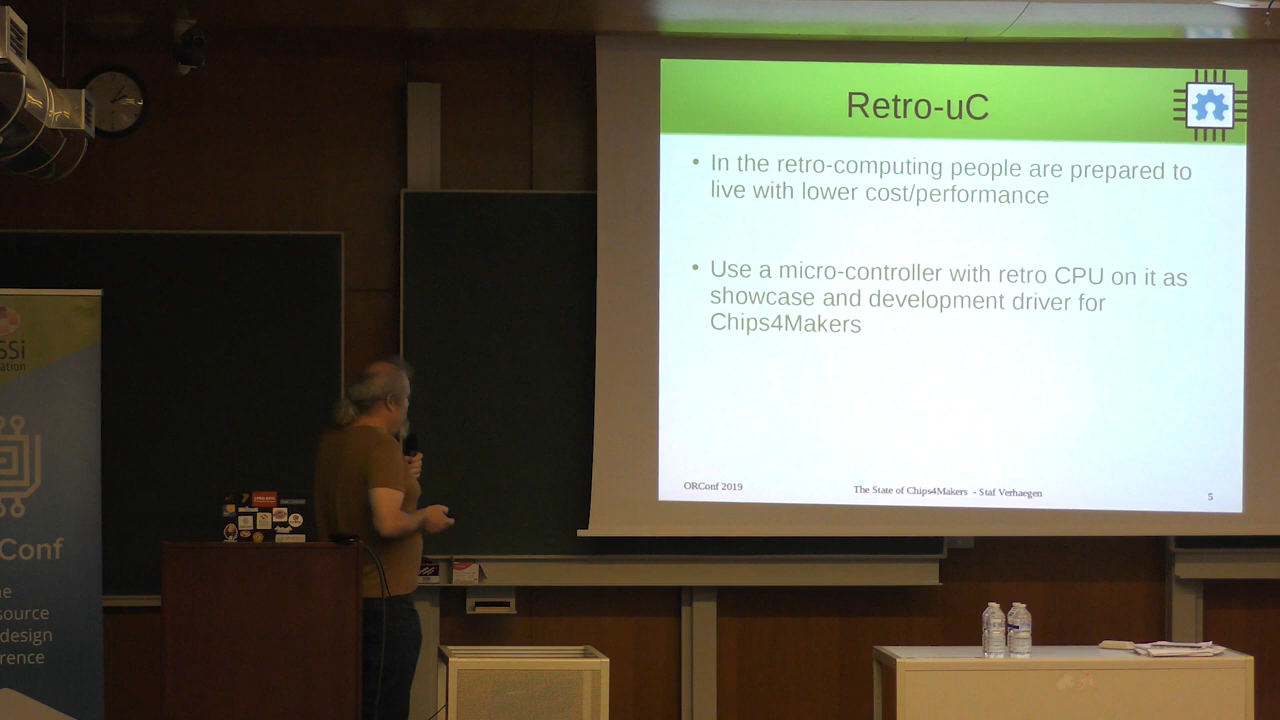 Retro-uC
• In the retro-computing people are prepared to
live with lower cost/performance
• Use a micro-controller with retro CPU on it as
showcase and development driver for
Chips4Makers
ORConf 2019
The State of Chips4Makers - Staf Verhaegen
5
SSi
ation
Conf
ne
source
design
rence